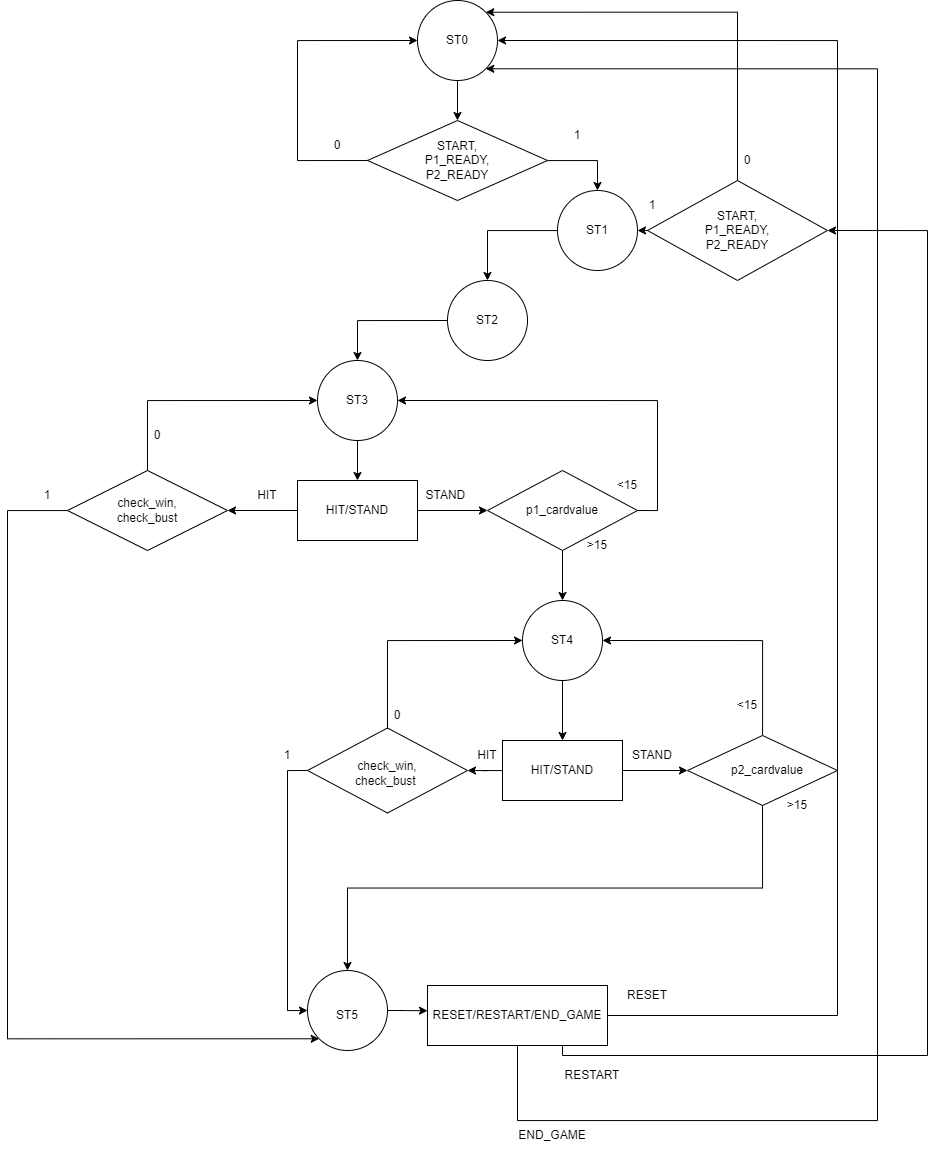 ST0
START,
P1_READY,
P2_READY
0
1
ST1
1
START,
P1_READY,
P2_READY
0
ST2
ST3
0
1
check_win,
check_bust
HIT
HIT/STAND
STAND
p1_cardvalue
<15
>15
ST4
0
1
check_win,
check_bust
HIT
HIT/STAND
STAND
p2_cardvalue
<15
>15
ST5
RESET/RESTART/END_GAME
RESET
RESTART
END_GAME